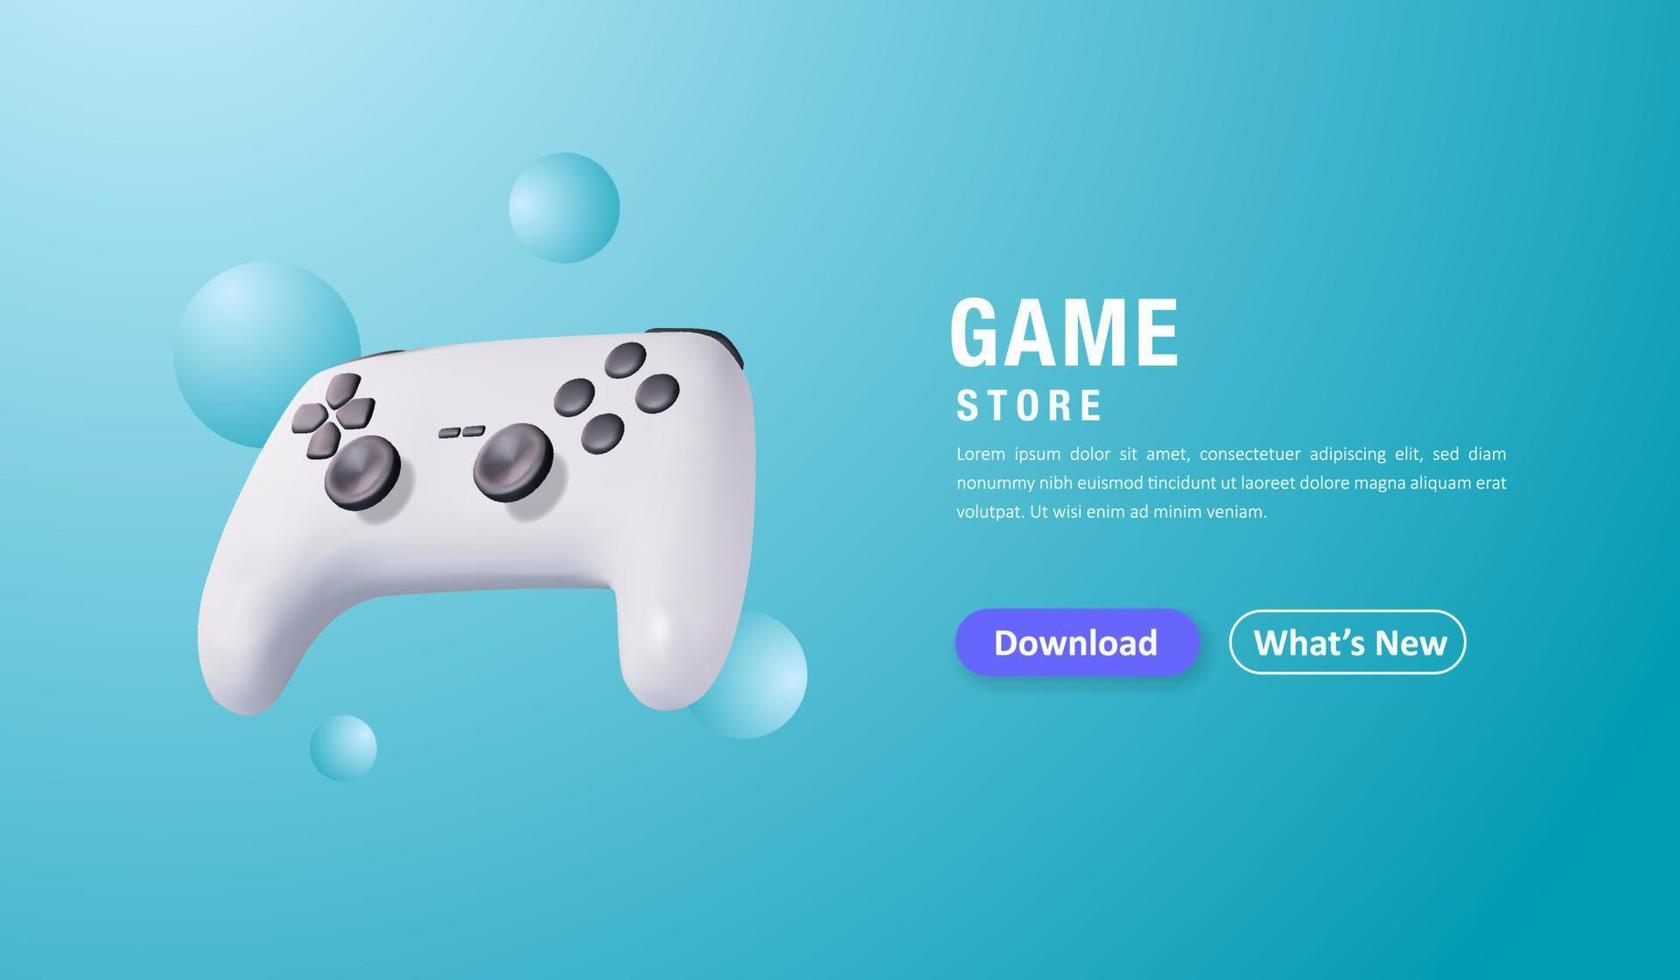 GAME
STORE
Lorem ipsum dolor sit amet, consectetuer adipiscing elit, sed diam
nonummy nibh euismod tincidunt ut laoreet dolore magna aliquam erat
volutpat. Ut wisi enim ad minim veniam.
Download
What’s New